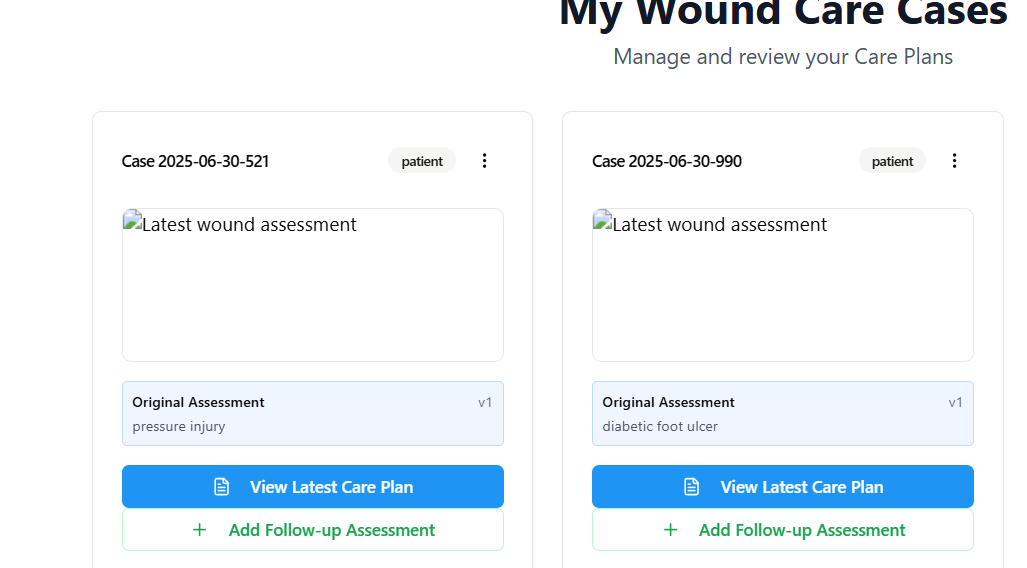 My Wound Care Cases
Manage and review your Care Plans
Case 2025-06-30-521
patient
Latest wound assessment
Original Assessment
v1
pressure injury
View Latest Care Plan
Add Follow-up Assessment
Case 2025-06-30-990
patient
Latest wound assessment
Original Assessment
v1
diabetic foot ulcer
View Latest Care Plan
Add Follow-up Assessment